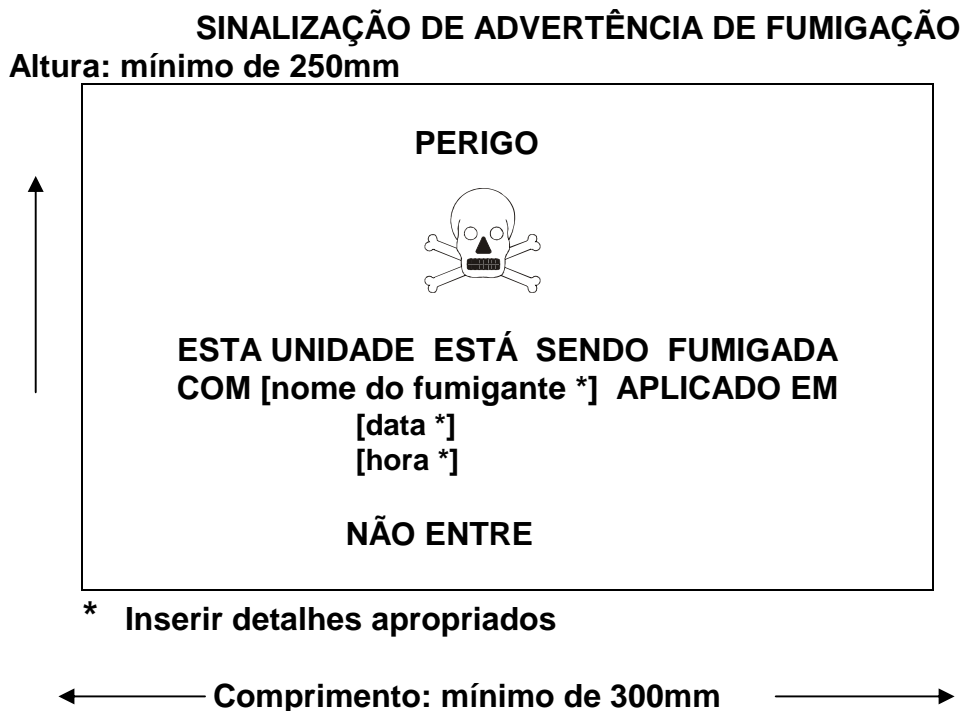 SINALIZAÇÃO DE ADVERTÊNCIA DE FUMIGAÇÃO
Altura: mínimo de 250mm
PERIGO
ESTA UNIDADE ESTÁ SENDO FUMIGADA
COM [nome do fumigante *] APLICADO EM
[data *]
[hora *]
NÃO ENTRE
* Inserir detalhes apropriados
Comprimento: mínimo de 300mm